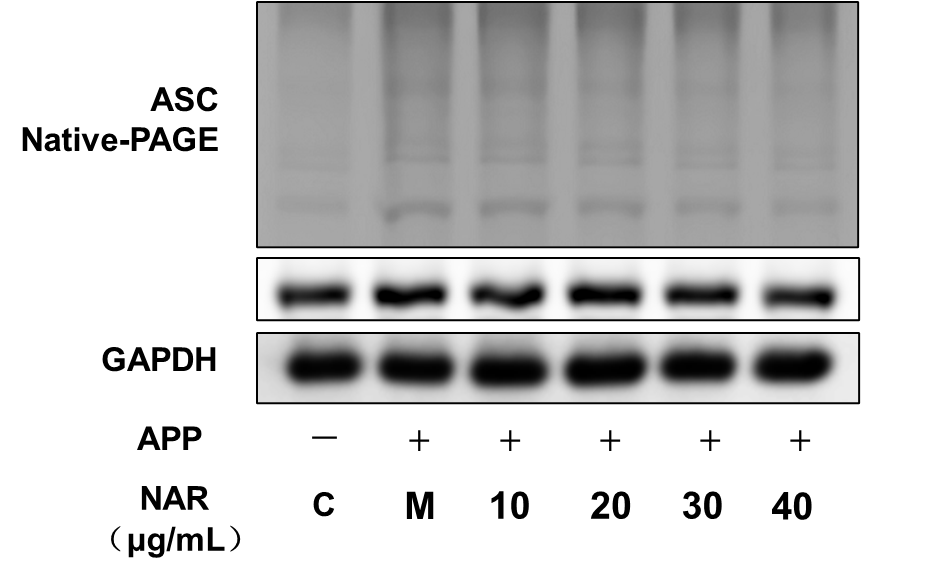 ASC
Native-PAGE
GAPDH
APP － + + + + +
NAR C M 10 20 30 40
（μg/mL）